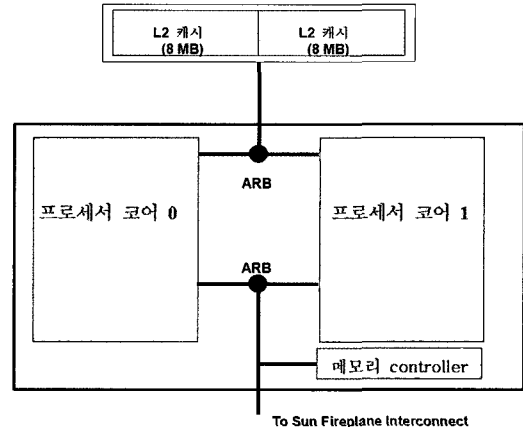 L2 캐시
(8 MB)
L2 캐시
(8 MB)
ARB
프로세서 코어 0
프로세서 코어 1
ARB
메모리 controller
To Sun Fireplane Interconnect